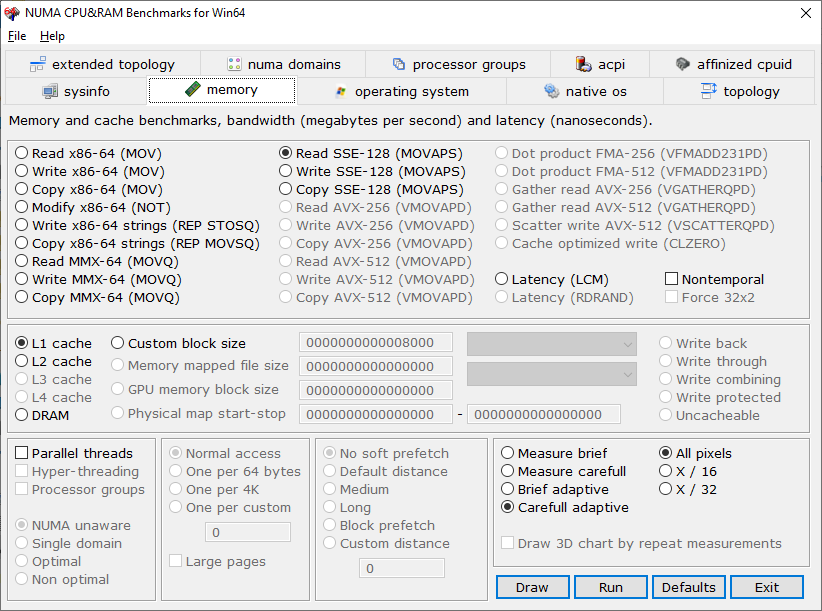 NUMA CPU&RAM Benchmarks for Win64
File Help
extended topology numa domains processor groups acpi affinized cpuid
sysinfo memory operating system native os topology
Memory and cache benchmarks, bandwidth (megabytes per second) and latency (nanoseconds).
Read x86-64 (MOV) Read SSE-128 (MOVAPS) Dot product FMA-256 (VFMADD231PD)
Write x86-64 (MOV) Write SSE-128 (MOVAPS) Dot product FMA-512 (VFMADD231PD)
Copy x86-64 (MOV) Copy SSE-128 (MOVAPS) Gather read AVX-256 (VGATHERQPD)
Modify x86-64 (NOT) Read AVX-256 (VMOVAPD) Gather read AVX-512 (VGATHERQPD)
Write x86-64 strings (REP STOSQ) Write AVX-256 (VMOVAPD) Scatter write AVX-512 (VSCATTERQPD)
Copy x86-64 strings (REP MOVSQ) Copy AVX-256 (VMOVAPD) Cache optimized write (CLZERO)
Read MMX-64 (MOVQ) Read AVX-512 (VMOVAPD)
Write MMX-64 (MOVQ) Write AVX-512 (VMOVAPD) Latency (LCM) Nontemporal
Copy MMX-64 (MOVQ) Copy AVX-512 (VMOVAPD) Latency (RDRAND) Force 32x2
L1 cache Custom block size 0000000000008000 Write back
L2 cache Memory mapped file size 0000000000000000 Write through
L3 cache GPU memory block size 0000000000000000 Write combining
L4 cache Physical map start-stop 0000000000000000 - 0000000000000000 Write protected
DRAM Uncacheable
Parallel threads Normal access No soft prefetch Measure brief All pixels
Hyper-threading One per 64 bytes Default distance Measure carefull X / 16
Processor groups One per 4K Medium Brief adaptive X / 32
One per custom Long Carefull adaptive
NUMA unaware 0 Block prefetch
Single domain Custom distance Draw 3D chart by repeat measurements
Optimal Large pages 0
Non optimal
Draw Run Defaults Exit